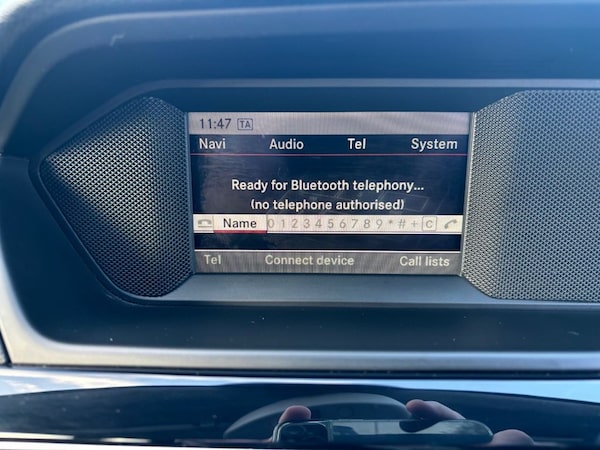 11:47 TA
Navi Audio Tel System
Ready for Bluetooth telephony...
(no telephone authorised)
Name 0 1 2 3 4 5 6 7 8 9 * # + C
Tel Connect device Call lists